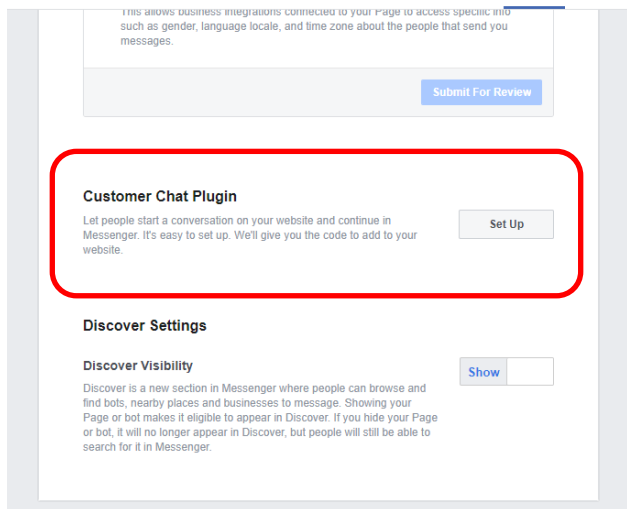 This allows business integrations connected to your Page to access specific info
such as gender, language locale, and time zone about the people that send you
messages.
Submit For Review
Customer Chat Plugin
Let people start a conversation on your website and continue in
Messenger. It's easy to set up. We'll give you the code to add to your
website.
Set Up
Discover Settings
Discover Visibility
Show
Discover is a new section in Messenger where people can browse and
find bots, nearby places and businesses to message. Showing your
Page or bot makes it eligible to appear in Discover. If you hide your Page
or bot, it will no longer appear in Discover, but people will still be able to
search for it in Messenger.